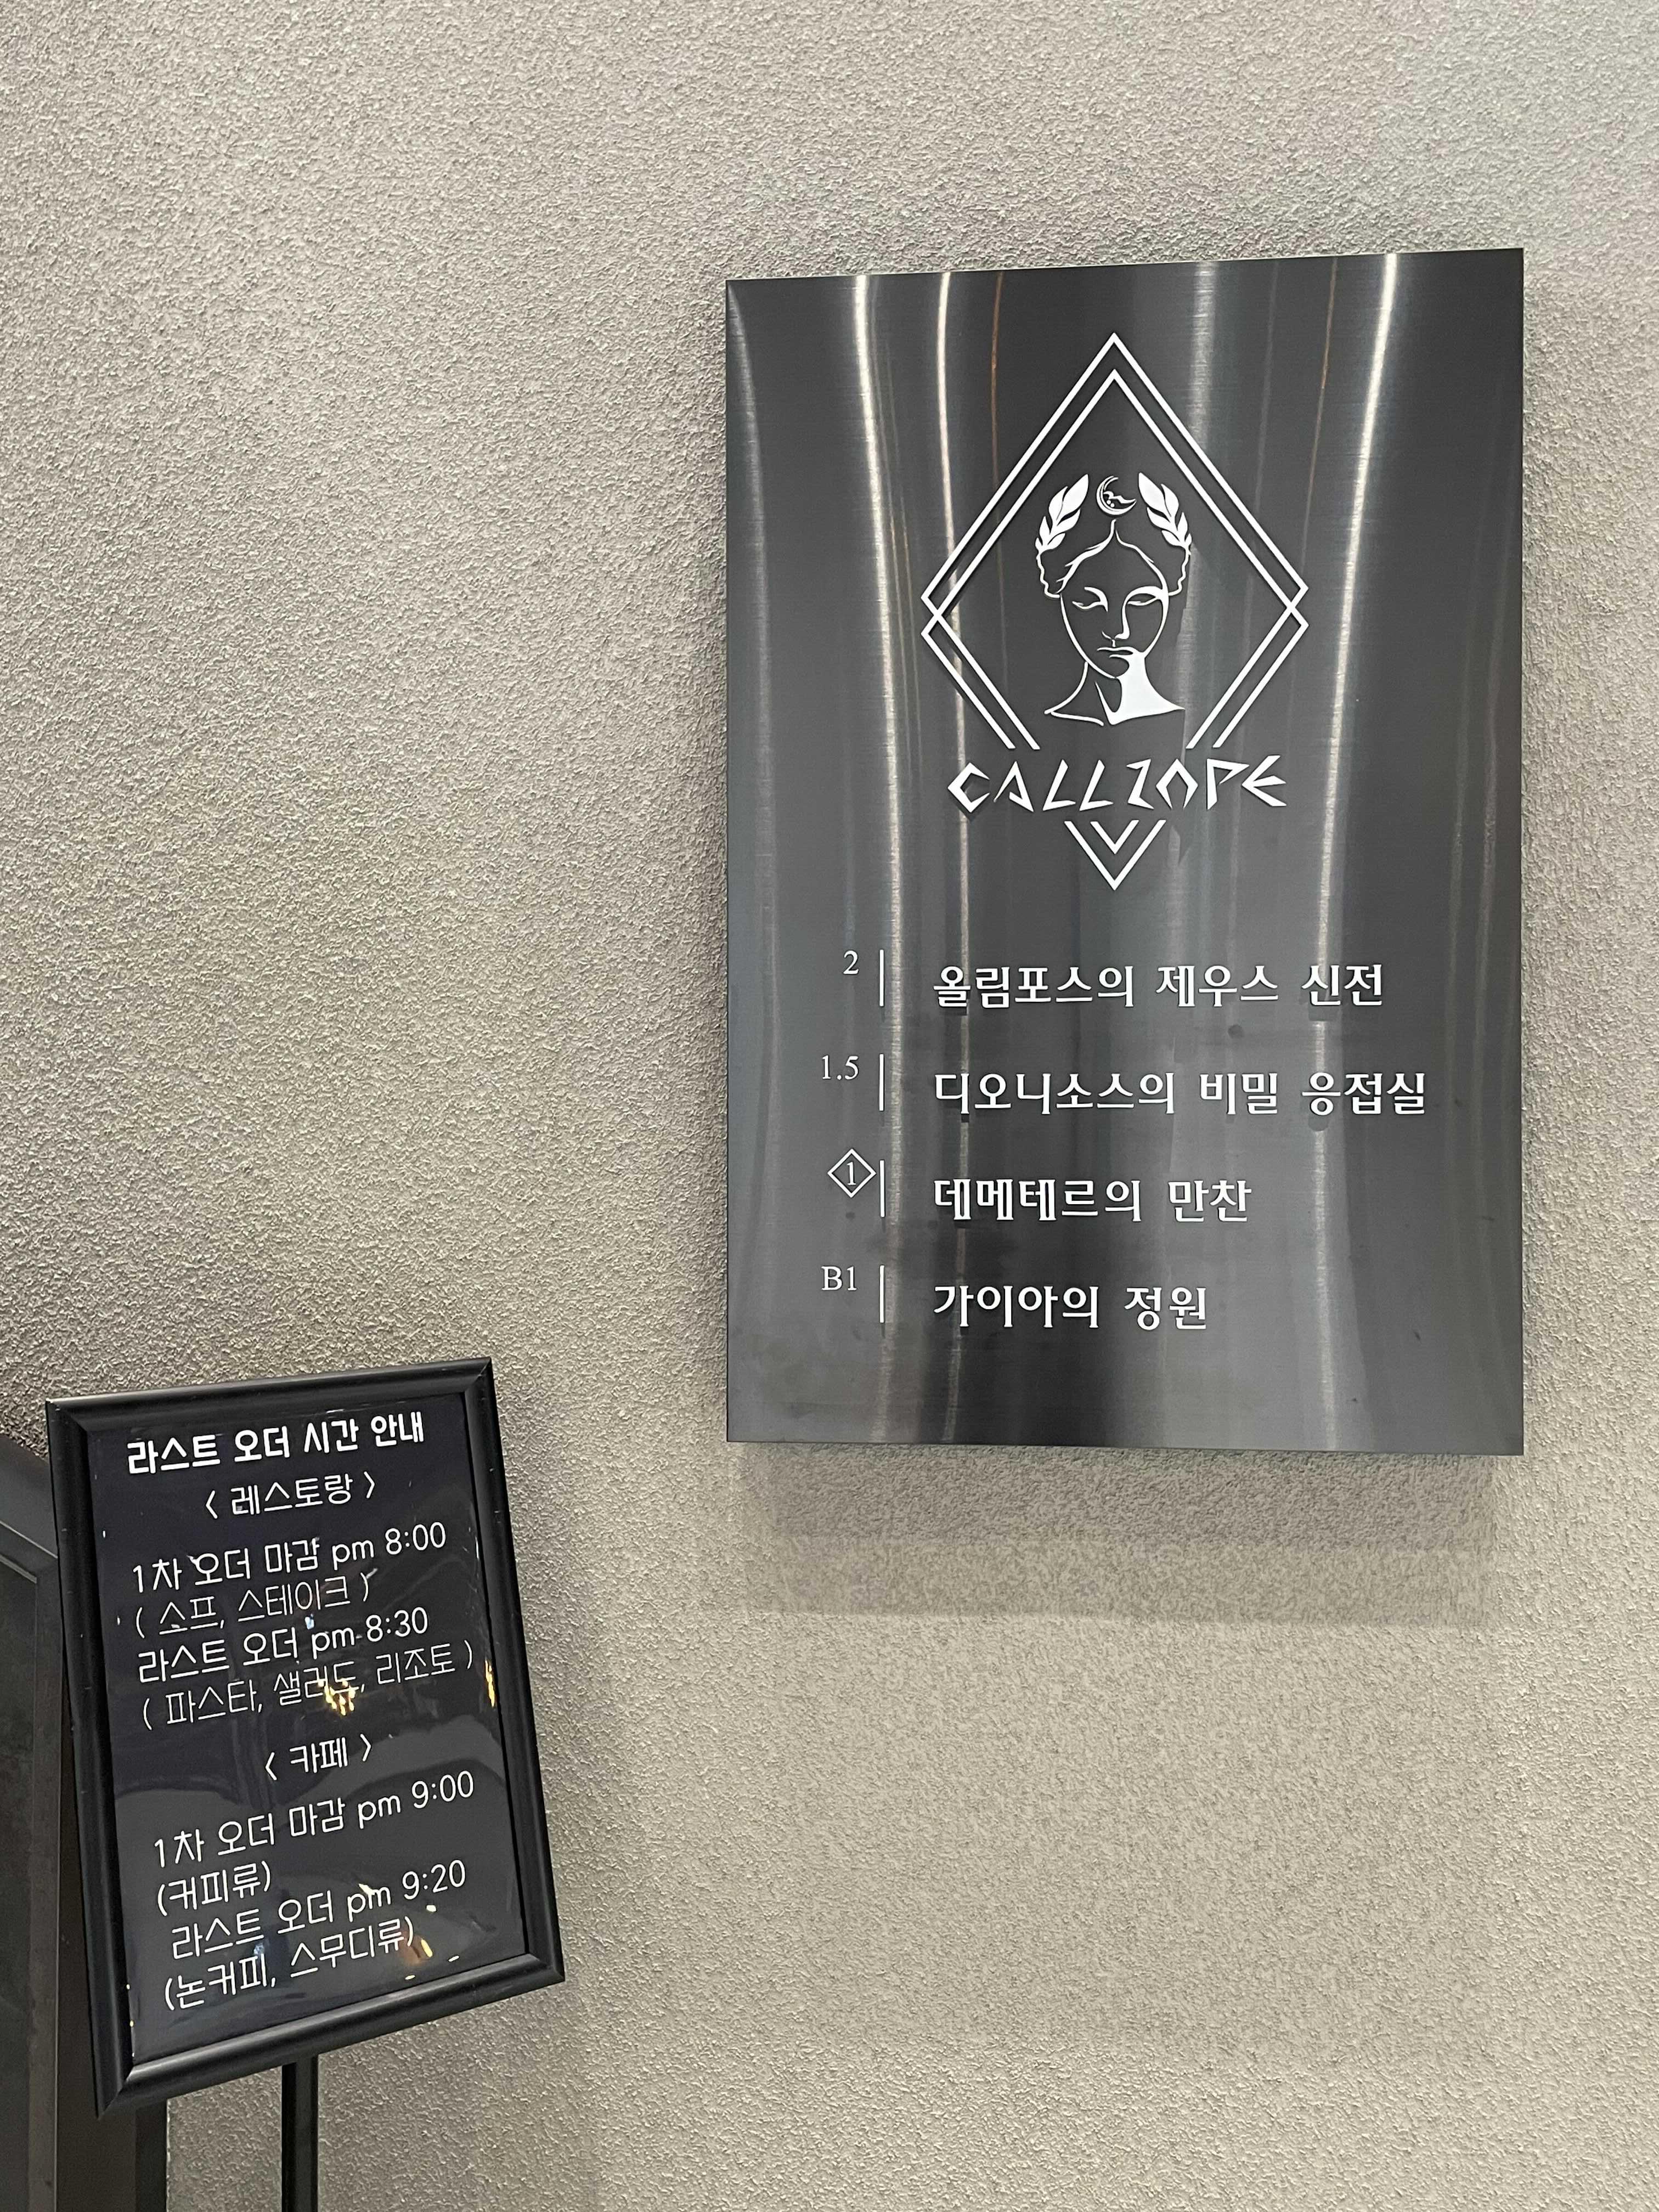 CALLIOPE
2 올림포스의 제우스 신전
1.5 디오니소스의 비밀 응접실
1 데메테르의 만찬
B1 가이아의 정원
라스트 오더 시간 안내
< 레스토랑 >
1차 오더 마감 pm 8:00
( 소프, 스테이크 )
라스트 오더 pm 8:30
( 파스타, 샐러드, 리조토 )
< 카페 >
1차 오더 마감 pm 9:00
(커피류)
라스트 오더 pm 9:20
(논커피, 스무디류)